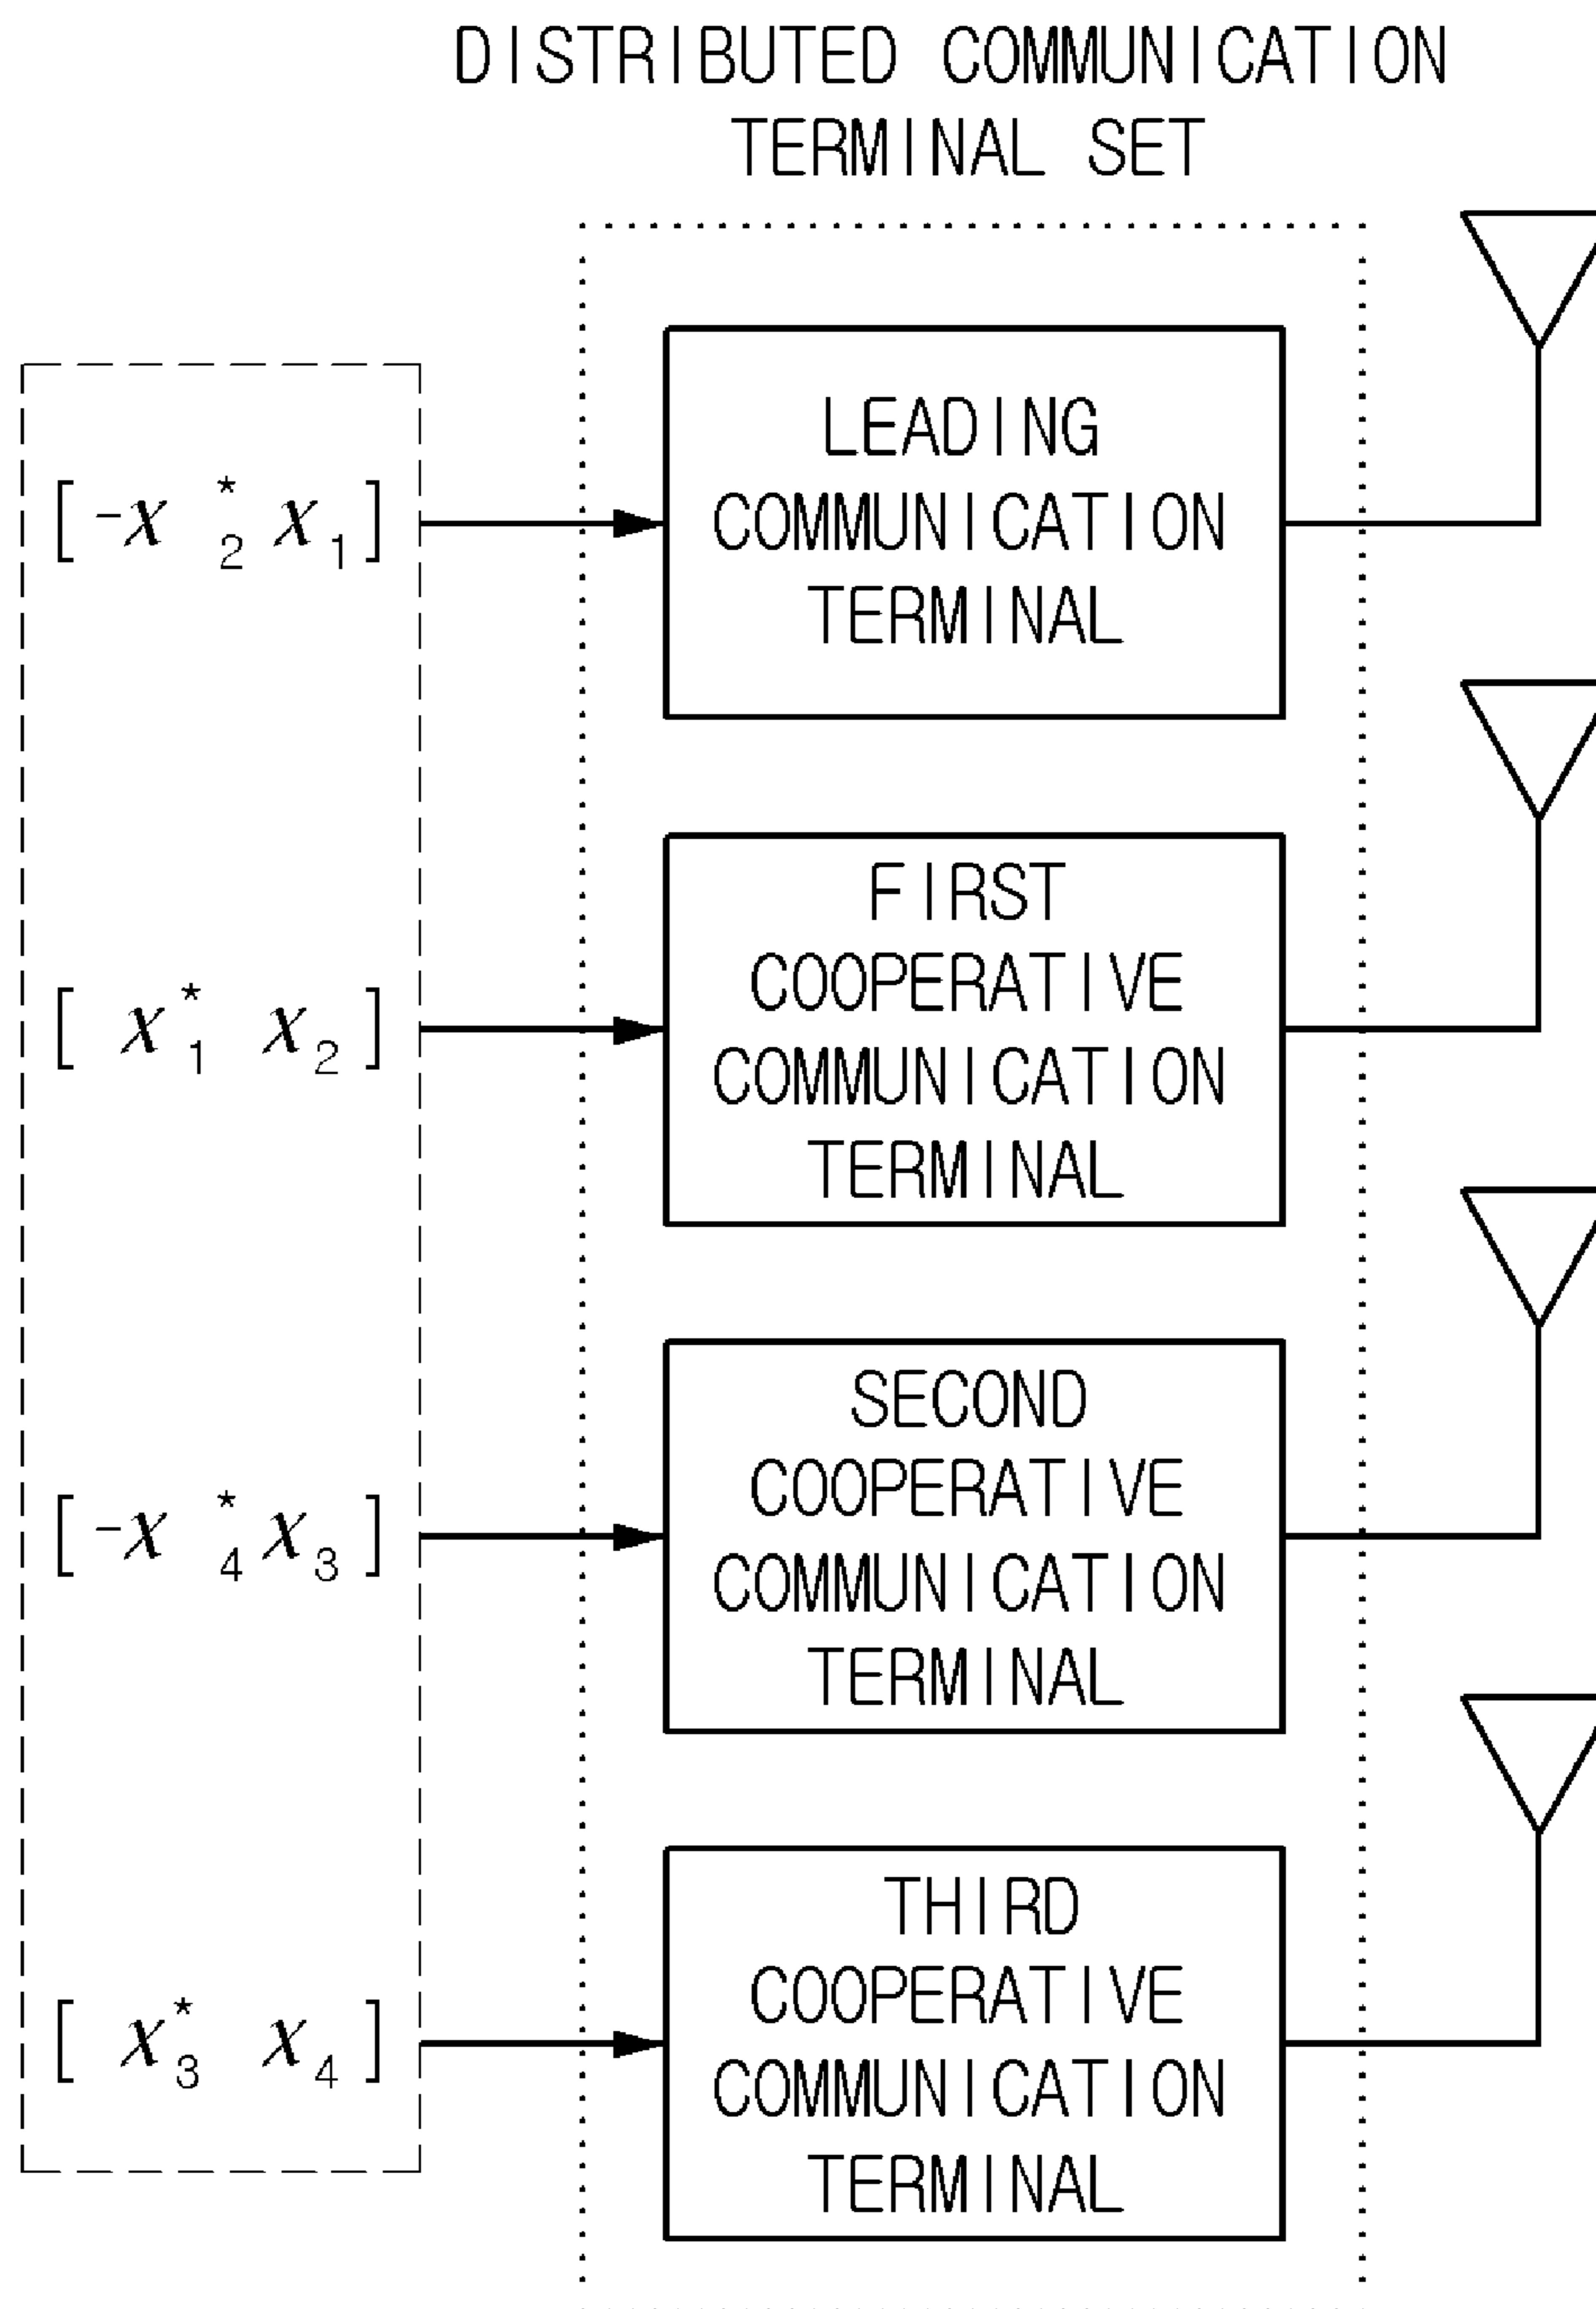 DISTRIBUTED COMMUNICATION
TERMINAL SET
[-x*2 x1]
LEADING
COMMUNICATION
TERMINAL
[x*1 x2]
FIRST
COOPERATIVE
COMMUNICATION
TERMINAL
[-x*4 x3]
SECOND
COOPERATIVE
COMMUNICATION
TERMINAL
[x*3 x4]
THIRD
COOPERATIVE
COMMUNICATION
TERMINAL